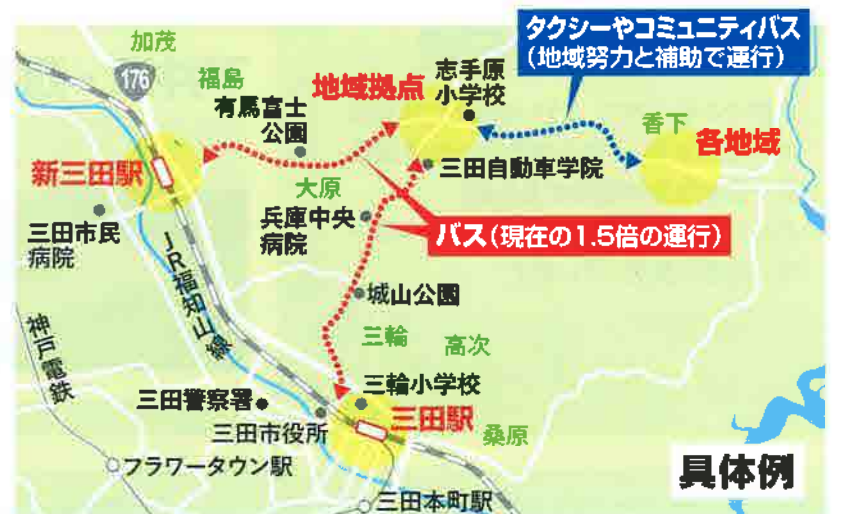 加茂
176
福島
有馬富士
公園
地域拠点
志手原
小学校
タクシーやコミュニティバス
(地域努力と補助で運行)
香下
各地域
新三田駅
大原
三田自動車学院
三田市民
病院
兵庫中央
病院
バス(現在の1.5倍の運行)
JR福知山線
城山公園
神戸電鉄
三輪
高次
三輪小学校
三田警察署
三田市役所
三田駅
桑原
フラワータウン駅
三田本町駅
具体例